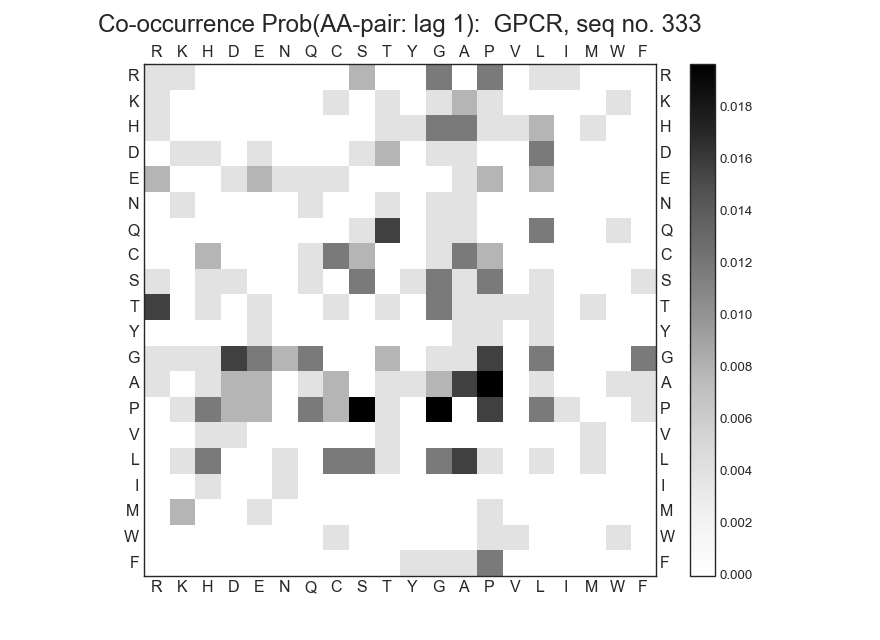 Co-occurrence Prob(AA-pair: lag 1):  GPCR, seq no. 333
R K H D E N Q C S T Y G A P V L I M W F
R R
K K
0.018
H H
0.016
D D
E E
0.014
N N
Q Q
0.012
C C
S S
0.010
T T
Y Y
0.008
G G
A A
0.006
P P
V V
0.004
L L
I I
0.002
M M
W W
F F
0.000
R K H D E N Q C S T Y G A P V L I M W F